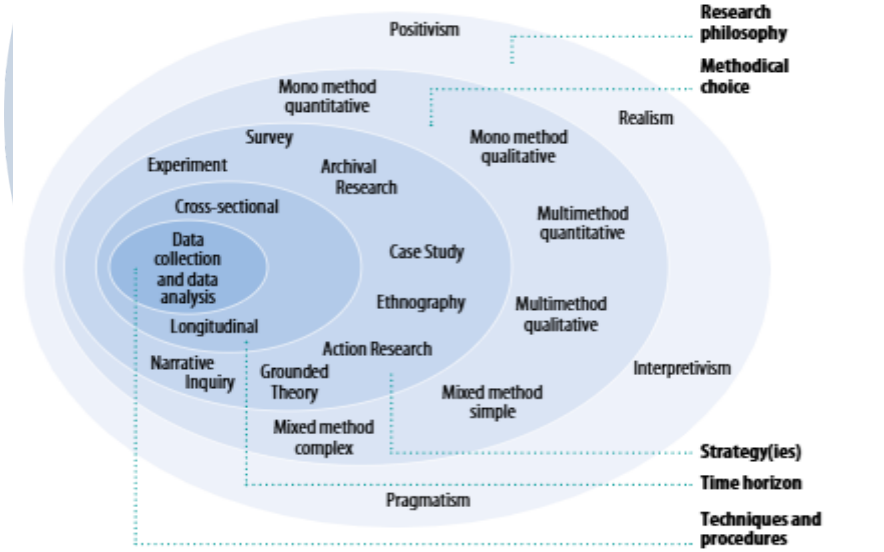 Research
philosophy
Positivism
Methodical
choice
Mono method
quantitative
Realism
Survey
Mono method
qualitative
Experiment
Archival
Research
Cross-sectional
Multimethod
quantitative
Data
collection
and data
analysis
Case Study
Ethnography
Multimethod
qualitative
Longitudinal
Action Research
Narrative
Inquiry
Grounded
Theory
Interpretivism
Mixed method
simple
Mixed method
complex
Strategy(ies)
Time horizon
Pragmatism
Techniques and
procedures